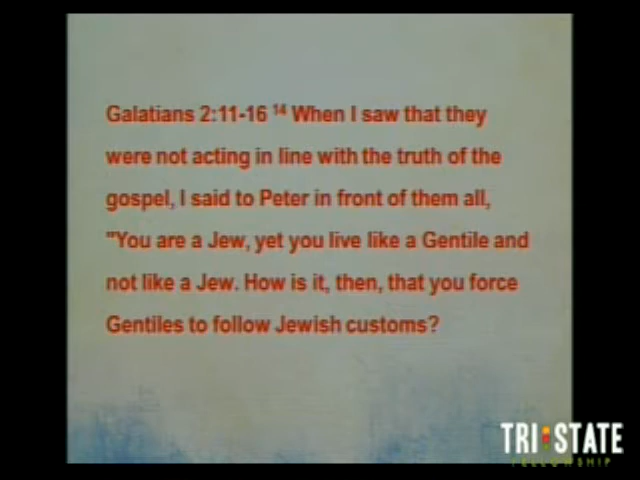 Galatians 2:11-16 ¹⁴ When I saw that they
were not acting in line with the truth of the
gospel, I said to Peter in front of them all,
"You are a Jew, yet you live like a Gentile and
not like a Jew. How is it, then, that you force
Gentiles to follow Jewish customs?
TRI STATE
FELLOWSHIP